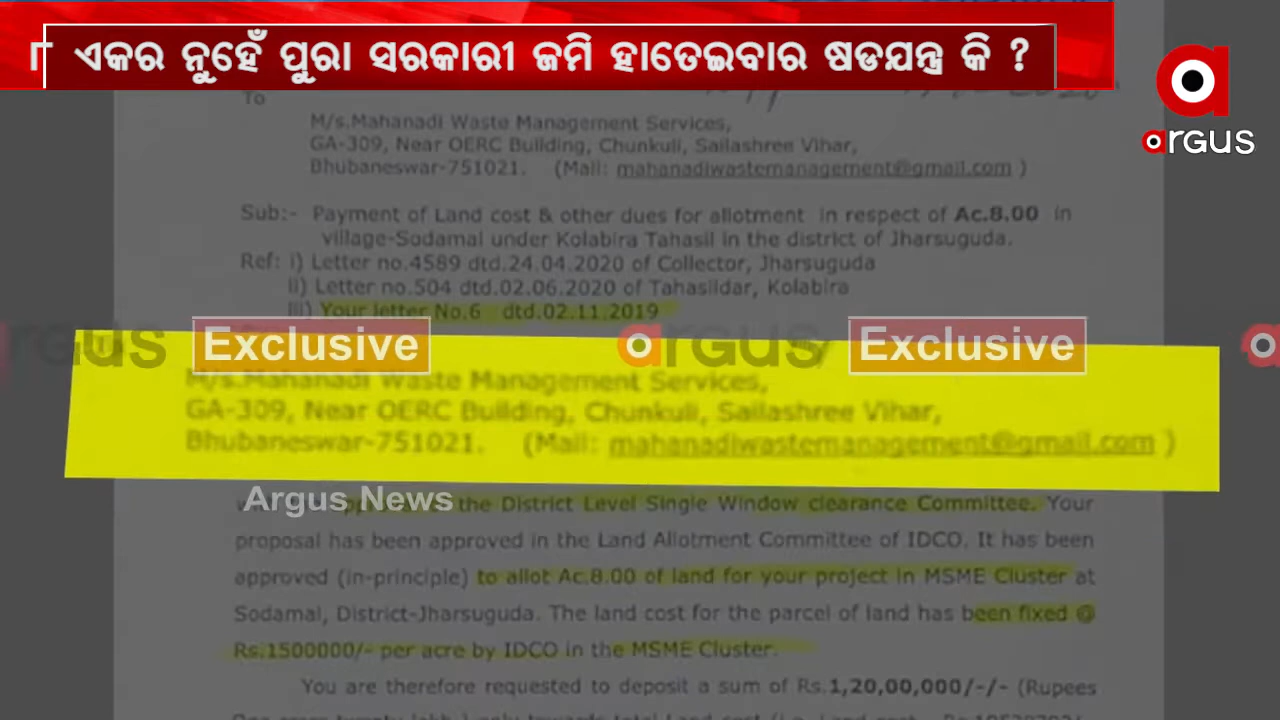 ଏକର ନୁହେଁ ପୁରା ସରକାରୀ ଜମି ହାତେଇବାର ଷଡଯନ୍ତ୍ର କି ?
argus
To
M/s.Mahanadi Waste Management Services,
GA-309, Near OERC Building, Chunkuli, Sailashree Vihar,
Bhubaneswar-751021. (Mail: mahanadiwastemanagement@gmail.com )
Sub:- Payment of Land cost & other dues for allotment in respect of Ac.8.00 in
village-Sodamal under Kolabira Tahasil in the district of Jharsuguda.
Ref: i) Letter no.4589 dtd.24.04.2020 of Collector, Jharsuguda
ii) Letter no.504 dtd.02.06.2020 of Tahasildar, Kolabira
iii) Your letter No.6 dtd.02.11.2019
argus Exclusive argus Exclusive
M/s.Mahanadi Waste Management Services,
GA-309, Near OERC Building, Chunkuli, Sailashree Vihar,
Bhubaneswar-751021. (Mail: mahanadiwastemanagement@gmail.com )
Argus News
the District Level Single Window clearance Committee. Your
proposal has been approved in the Land Allotment Committee of IDCO. It has been
approved (in-principle) to allot Ac.8.00 of land for your project in MSME Cluster at
Sodamal, District-Jharsuguda. The land cost for the parcel of land has been fixed @
Rs.1500000/- per acre by IDCO in the MSME Cluster.
You are therefore requested to deposit a sum of Rs.1,20,00,000/-/- (Rupees